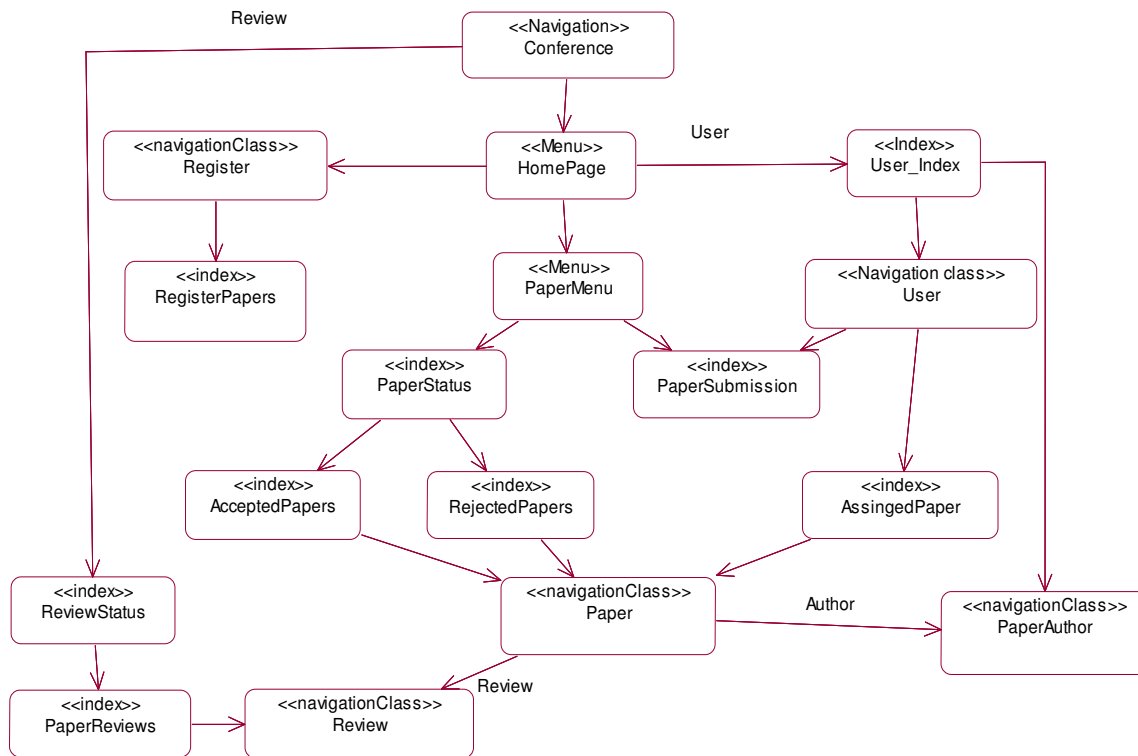 Review
<<Navigation>>
Conference
<<navigationClass>>
Register
<<Menu>>
HomePage
User
<<Index>>
User_Index
<<index>>
RegisterPapers
<<Menu>>
PaperMenu
<<Navigation class>>
User
<<index>>
PaperStatus
<<index>>
PaperSubmission
<<index>>
AcceptedPapers
<<index>>
RejectedPapers
<<index>>
AssingedPaper
<<index>>
ReviewStatus
<<navigationClass>>
Paper
Author
<<navigationClass>>
PaperAuthor
Review
<<index>>
PaperReviews
<<navigationClass>>
Review